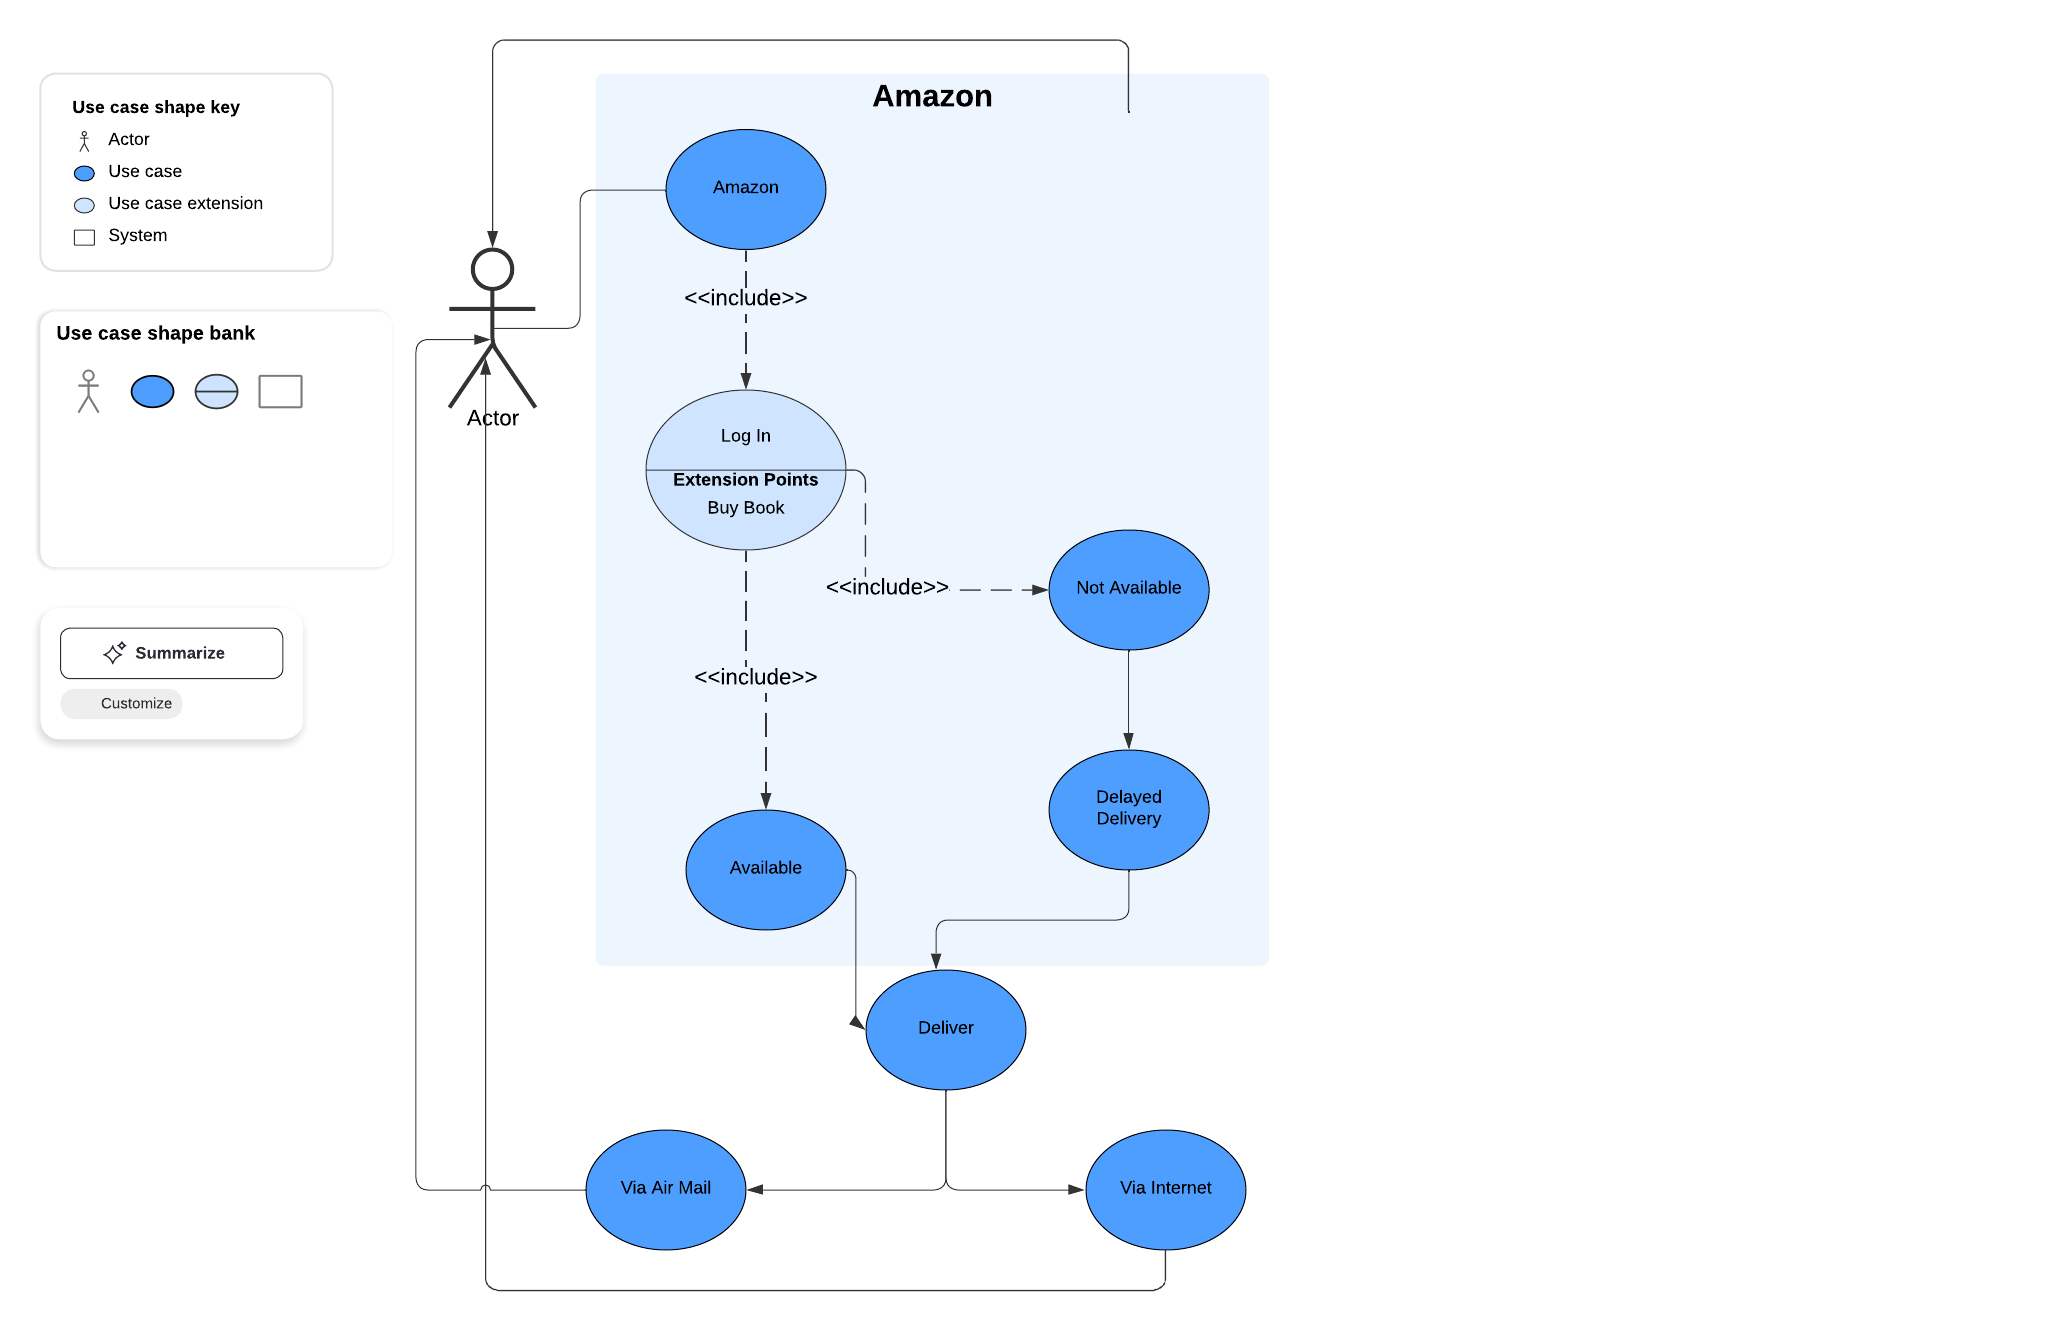 Use case shape key
Actor
Use case
Use case extension
System
Use case shape bank
Summarize
Customize
Actor
Amazon
Amazon
<<include>>
Log In
Extension Points
Buy Book
<<include>>
Not Available
<<include>>
Delayed
Delivery
Available
Deliver
Via Air Mail
Via Internet